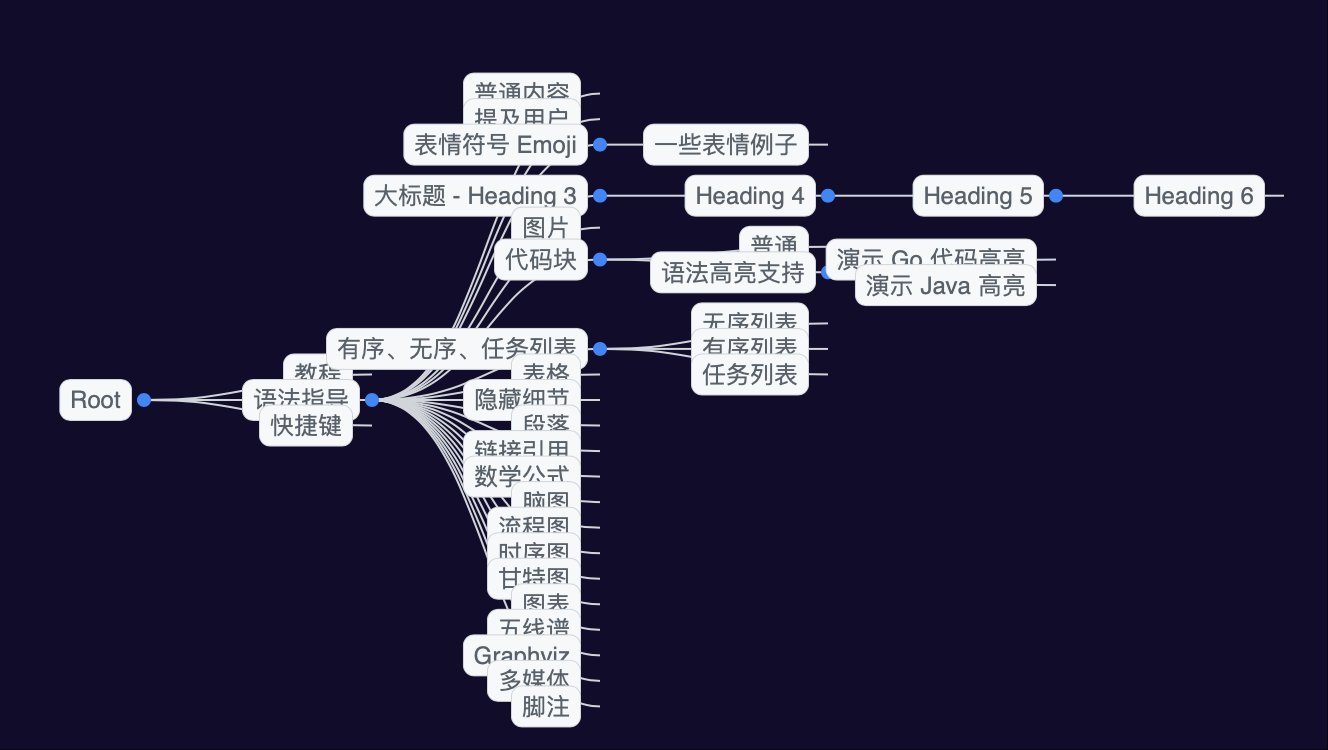 普通内容
提及用户
表情符号 Emoji
一些表情例子
大标题 - Heading 3
Heading 4
Heading 5
Heading 6
图片
代码块
普通
语法高亮支持
演示 Go 代码高亮
演示 Java 高亮
有序、无序、任务列表
无序列表
有序列表
任务列表
Root
教程
语法指导
快捷键
表格
隐藏细节
段落
链接引用
数学公式
脑图
流程图
时序图
甘特图
图表
五线谱
Graphviz
多媒体
脚注